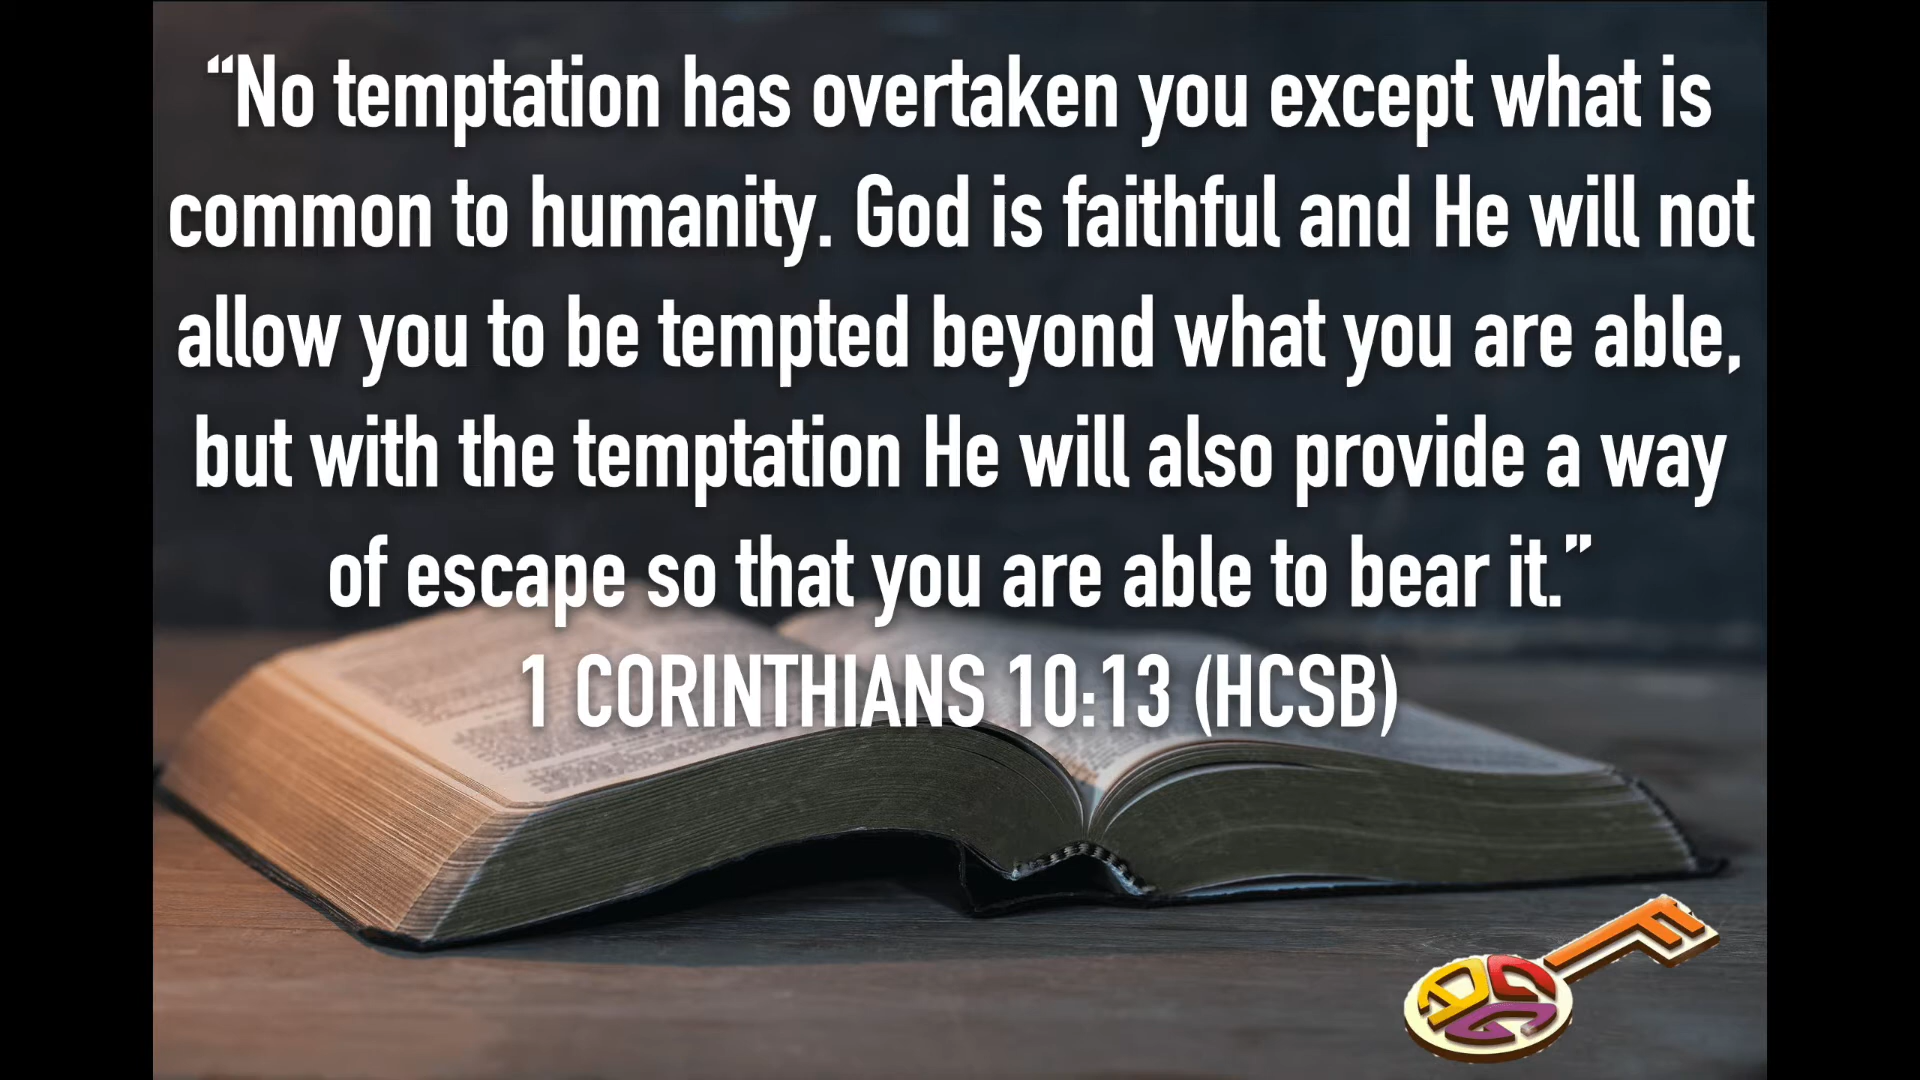 “No temptation has overtaken you except what is
common to humanity. God is faithful and He will not
allow you to be tempted beyond what you are able,
but with the temptation He will also provide a way
of escape so that you are able to bear it.”
1 CORINTHIANS 10:13 (HCSB)